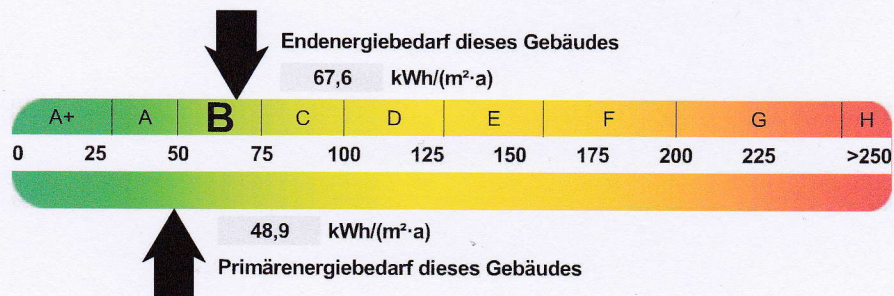 Endenergiebedarf dieses Gebäudes
67,6 kWh/(m²·a)
A+ A B C D E F G H
0 25 50 75 100 125 150 175 200 225 >250
48,9 kWh/(m²·a)
Primärenergiebedarf dieses Gebäudes